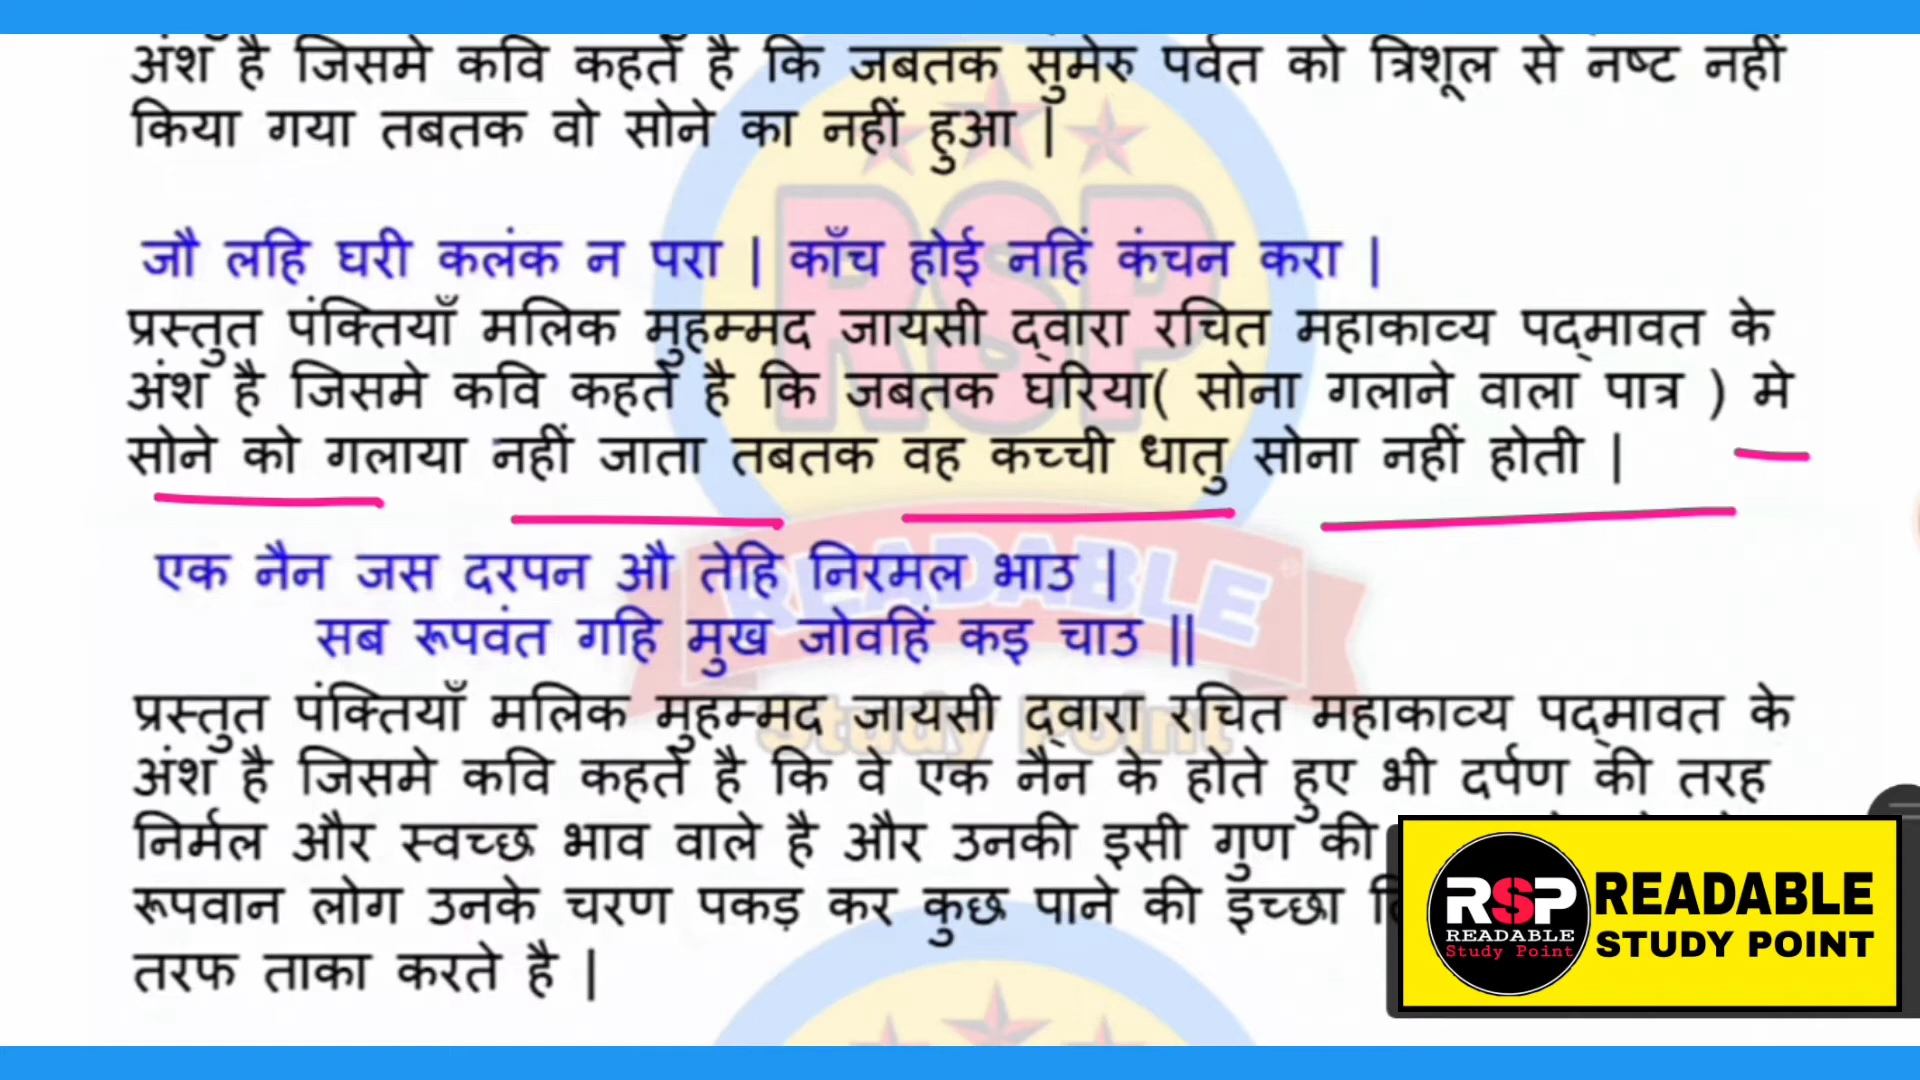 अंश है जिसमे कवि कहते है कि जबतक सुमेरु पर्वत को त्रिशूल से नष्ट नहीं
किया गया तबतक वो सोने का नहीं हुआ |
जौ लहि घरी कलंक न परा | काँच होई नहिं कंचन करा |
प्रस्तुत पंक्तियाँ मलिक मुहम्मद जायसी द्वारा रचित महाकाव्य पद्मावत के
अंश है जिसमे कवि कहते है कि जबतक घरिया( सोना गलाने वाला पात्र ) मे
सोने को गलाया नहीं जाता तबतक वह कच्ची धातु सोना नहीं होती |
एक नैन जस दरपन औ तेहि निरमल भाउ |
सब रूपवंत गहि मुख जोवहिं कइ चाउ ||
प्रस्तुत पंक्तियाँ मलिक मुहम्मद जायसी द्वारा रचित महाकाव्य पद्मावत के
अंश है जिसमे कवि कहते है कि वे एक नैन के होते हुए भी दर्पण की तरह
निर्मल और स्वच्छ भाव वाले है और उनकी इसी गुण की
रूपवान लोग उनके चरण पकड़ कर कुछ पाने की इच्छा
तरफ ताका करते है |
RSP
READABLE
Study Point
RSP
READABLE
Study Point
READABLE
STUDY POINT